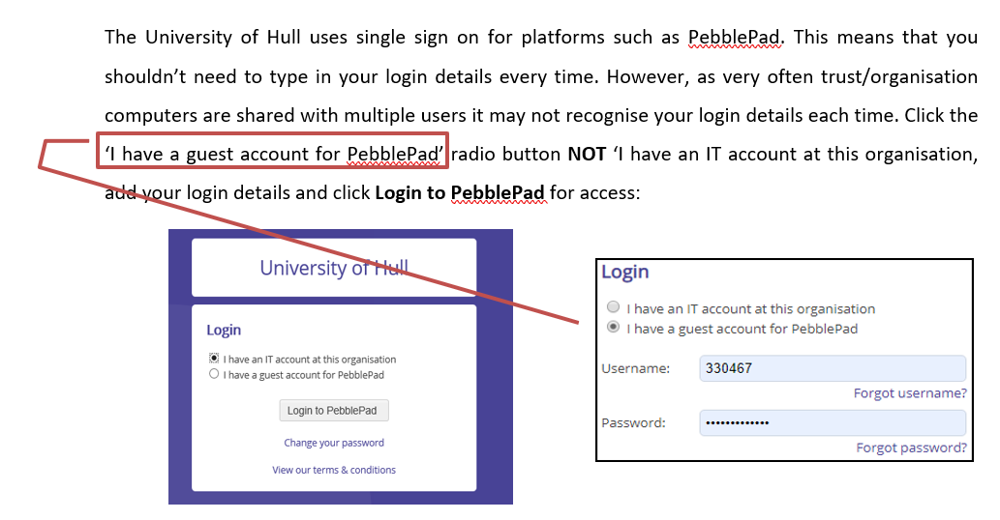 The University of Hull uses single sign on for platforms such as PebblePad. This means that you
shouldn’t need to type in your login details every time. However, as very often trust/organisation
computers are shared with multiple users it may not recognise your login details each time. Click the
‘I have a guest account for PebblePad’ radio button NOT ‘I have an IT account at this organisation,
add your login details and click Login to PebblePad for access:
University of Hull
Login
I have an IT account at this organisation
I have a guest account for PebblePad
Login to PebblePad
Change your password
View our terms & conditions
Login
I have an IT account at this organisation
I have a guest account for PebblePad
Username: 330467
Forgot username?
Password: •••••••••••••
Forgot password?